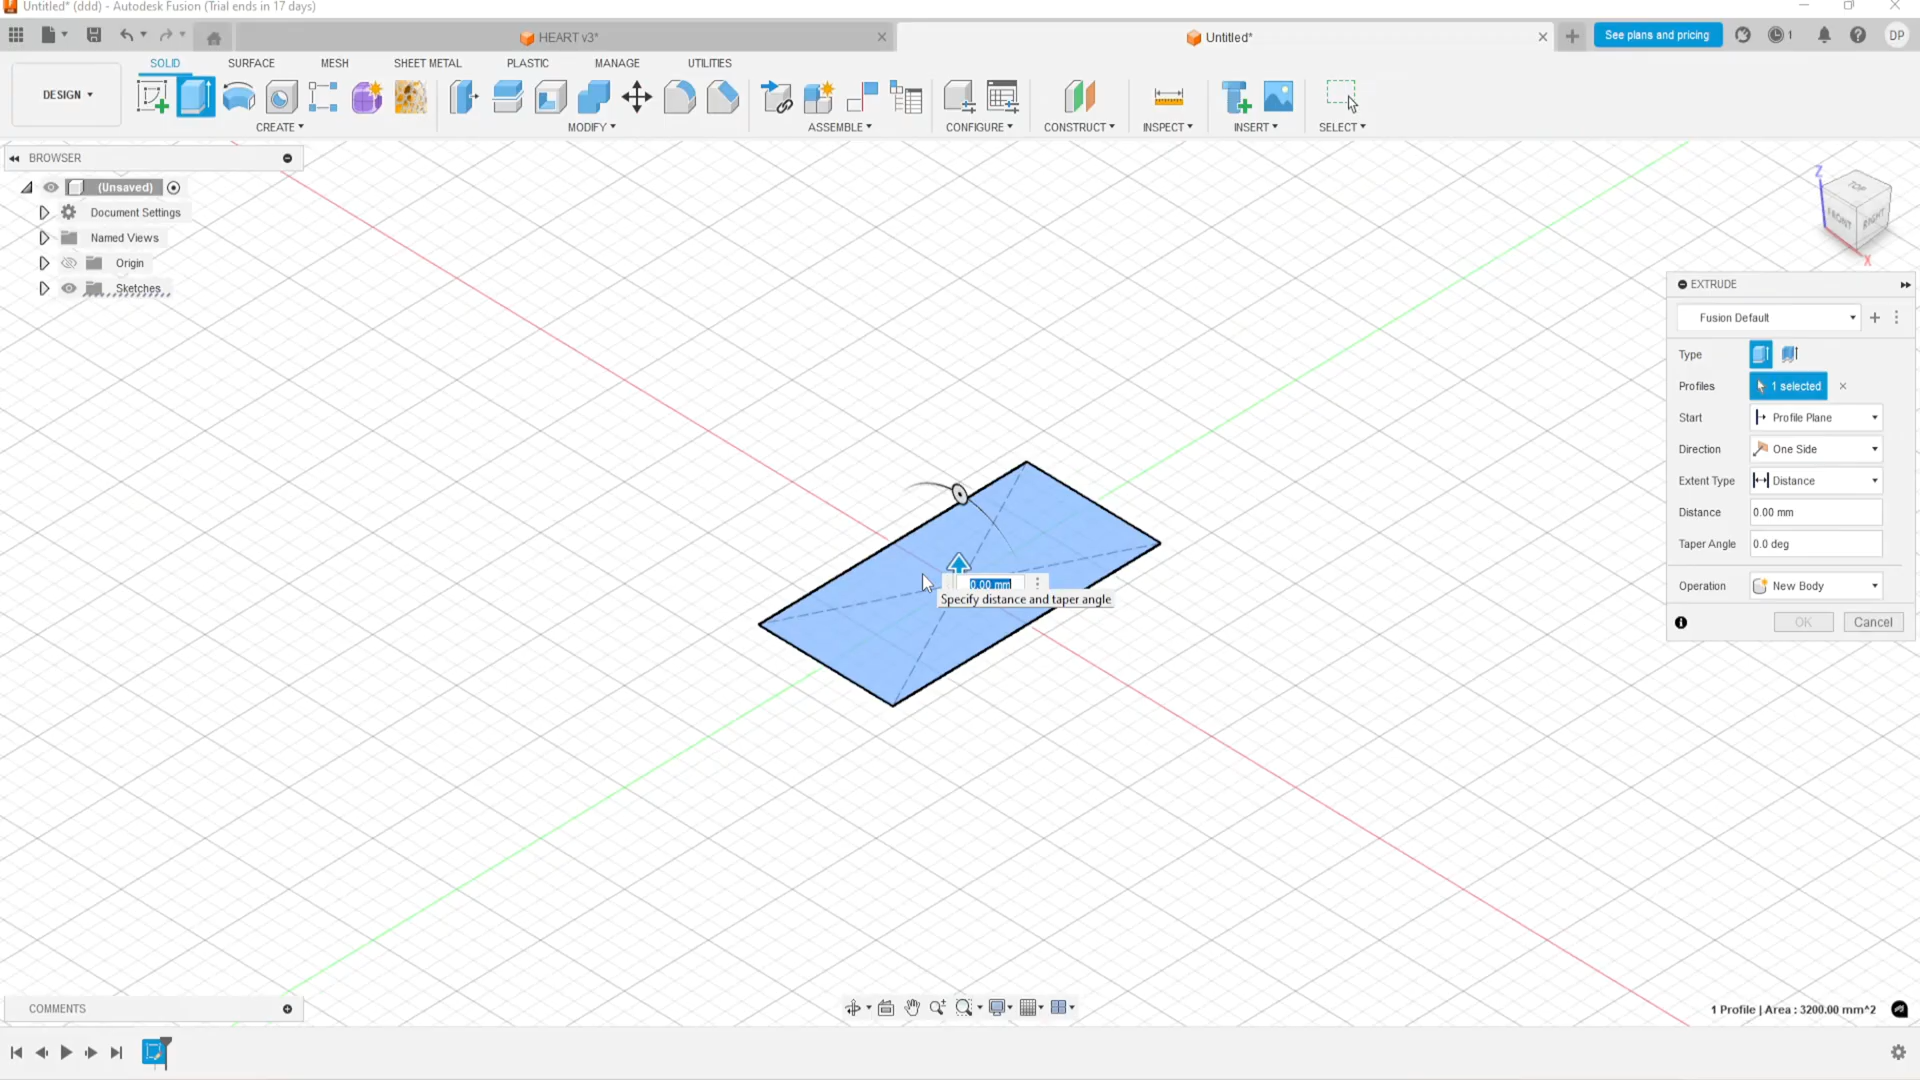 Untitled* (ddd) - Autodesk Fusion (Trial ends in 17 days)
HEART v3*
Untitled*
See plans and pricing
1
DP
DESIGN
SOLID
SURFACE
MESH
SHEET METAL
PLASTIC
MANAGE
UTILITIES
CREATE
MODIFY
ASSEMBLE
CONFIGURE
CONSTRUCT
INSPECT
INSERT
SELECT
BROWSER
(Unsaved)
Document Settings
Named Views
Origin
Sketches
Z
TOP
FRONT
RIGHT
X
EXTRUDE
Fusion Default
Type
Profiles
1 selected
Start
Profile Plane
Direction
One Side
Extent Type
Distance
Distance
0.00 mm
Taper Angle
0.0 deg
Operation
New Body
OK
Cancel
0.00 mm
Specify distance and taper angle
COMMENTS
1 Profile | Area : 3200.00 mm^2